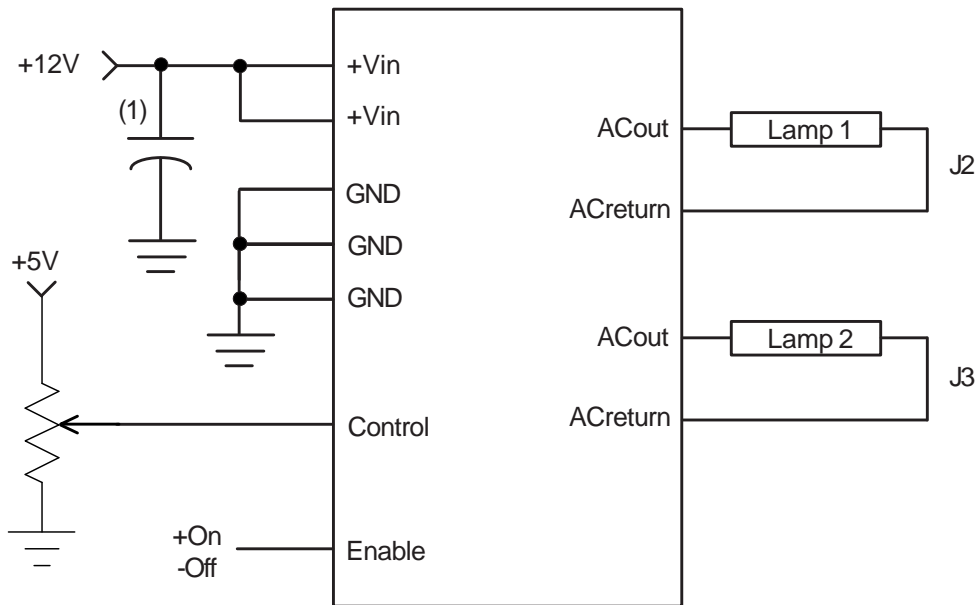 +12V
(1)
+Vin
+Vin
GND
GND
GND
+5V
Control
+On
-Off
Enable
ACout
Lamp 1
J2
ACreturn
ACout
Lamp 2
J3
ACreturn